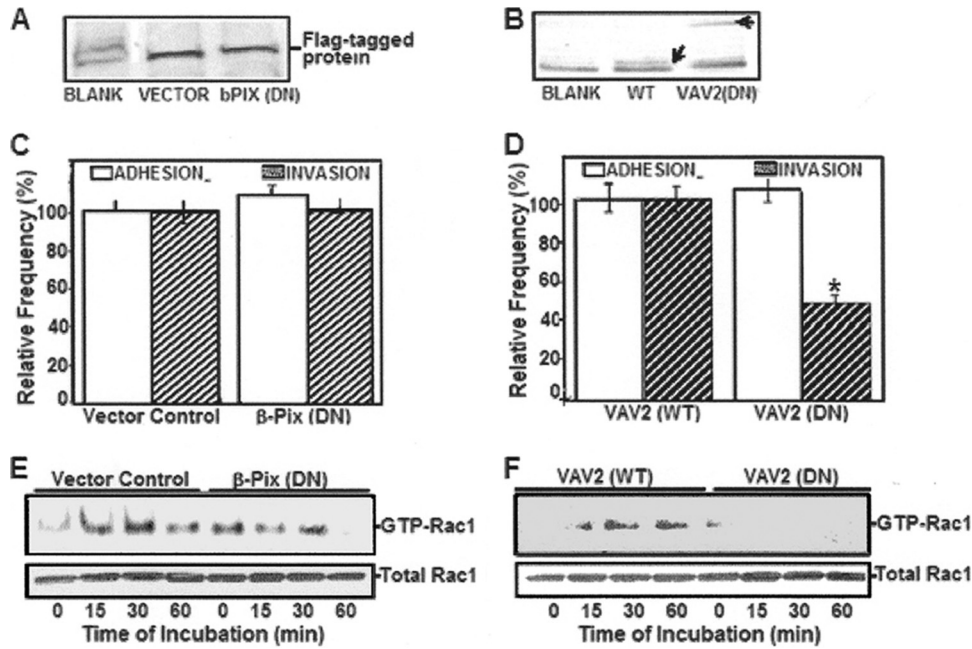 A
Flag-tagged
protein
BLANK VECTOR bPIX (DN)
B
BLANK WT VAV2(DN)
C
ADHESION_ INVASION
Relative Frequency (%)
100
80
60
40
20
0
Vector Control β-Pix (DN)
D
ADHESION_ INVASION
Relative Frequency (%)
100
80
60
40
20
0
*
VAV2 (WT) VAV2 (DN)
E
Vector Control β-Pix (DN)
GTP-Rac1
Total Rac1
0 15 30 60 0 15 30 60
Time of Incubation (min)
F
VAV2 (WT) VAV2 (DN)
GTP-Rac1
Total Rac1
0 15 30 60 0 15 30 60
Time of Incubation (min)